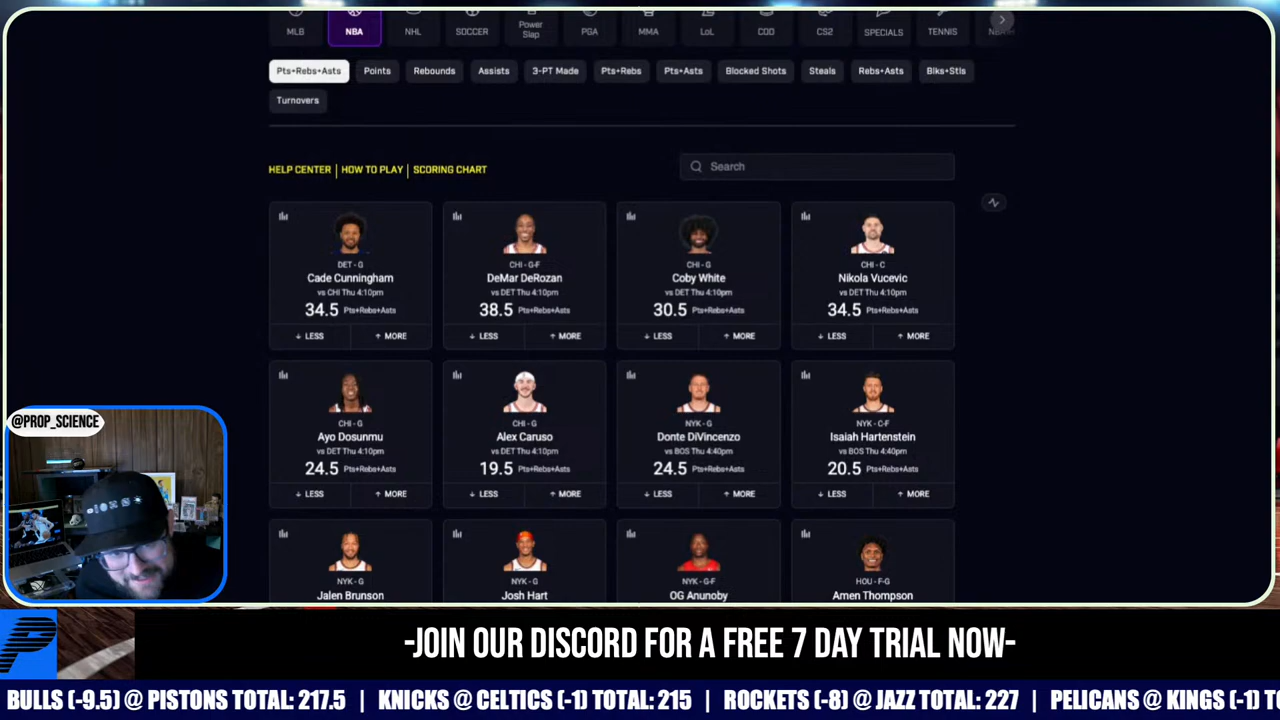 MLB NBA NHL SOCCER Power Slap PGA MMA LoL COD CS2 SPECIALS TENNIS
Pts+Rebs+Asts Points Rebounds Assists 3-PT Made Pts+Rebs Pts+Asts Blocked Shots Steals Rebs+Asts Blks+Stls
Turnovers
HELP CENTER | HOW TO PLAY | SCORING CHART Search
DET - G CHI - G-F CHI - G CHI - C
Cade Cunningham DeMar DeRozan Coby White Nikola Vucevic
vs CHI Thu 4:10pm vs DET Thu 4:10pm vs DET Thu 4:10pm vs DET Thu 4:10pm
34.5 Pts+Rebs+Asts 38.5 Pts+Rebs+Asts 30.5 Pts+Rebs+Asts 34.5 Pts+Rebs+Asts
↓ LESS ↑ MORE ↓ LESS ↑ MORE ↓ LESS ↑ MORE ↓ LESS ↑ MORE
CHI - G CHI - G NYK - G NYK - C-F
Ayo Dosunmu Alex Caruso Donte DiVincenzo Isaiah Hartenstein
vs DET Thu 4:10pm vs DET Thu 4:10pm vs BOS Thu 4:40pm vs BOS Thu 4:40pm
24.5 Pts+Rebs+Asts 19.5 Pts+Rebs+Asts 24.5 Pts+Rebs+Asts 20.5 Pts+Rebs+Asts
↓ LESS ↑ MORE ↓ LESS ↑ MORE ↓ LESS ↑ MORE ↓ LESS ↑ MORE
NYK - G NYK - G NYK - G-F HOU - F-G
Jalen Brunson Josh Hart OG Anunoby Amen Thompson
@PROP_SCIENCE
-JOIN OUR DISCORD FOR A FREE 7 DAY TRIAL NOW-
BULLS (-9.5) @ PISTONS TOTAL: 217.5 | KNICKS @ CELTICS (-1) TOTAL: 215 | ROCKETS (-8) @ JAZZ TOTAL: 227 | PELICANS @ KINGS (-1) TO